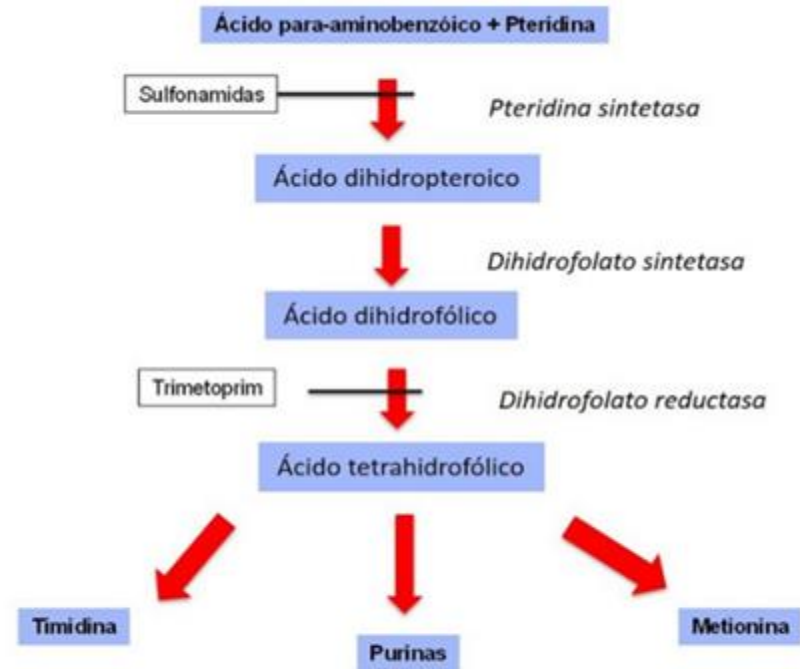 Ácido para-aminobenzóico + Pteridina
Sulfonamidas
Pteridina sintetasa
Ácido dihidropteroico
Dihidrofolato sintetasa
Ácido dihidrofólico
Trimetoprim
Dihidrofolato reductasa
Ácido tetrahidrofólico
Timidina
Purinas
Metionina